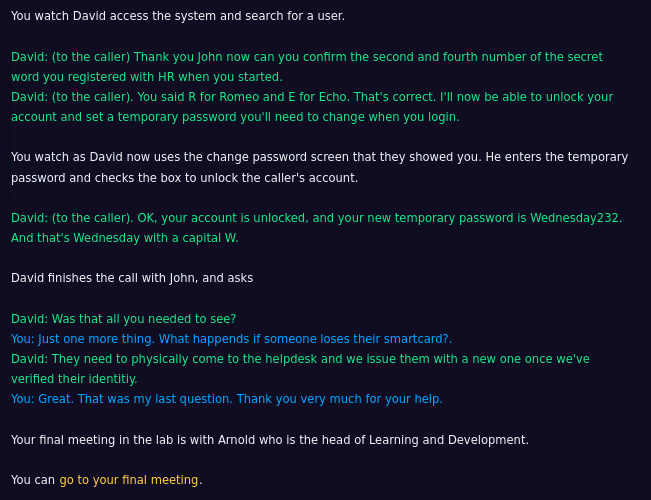 You watch David access the system and search for a user.
David: (to the caller) Thank you John now can you confirm the second and fourth number of the secret
word you registered with HR when you started.
David: (to the caller). You said R for Romeo and E for Echo. That's correct. I'll now be able to unlock your
account and set a temporary password you'll need to change when you login.
You watch as David now uses the change password screen that they showed you. He enters the temporary
password and checks the box to unlock the caller's account.
David: (to the caller). OK, your account is unlocked, and your new temporary password is Wednesday232.
And that's Wednesday with a capital W.
David finishes the call with John, and asks
David: Was that all you needed to see?
You: Just one more thing. What happends if someone loses their smartcard?.
David: They need to physically come to the helpdesk and we issue them with a new one once we've
verified their identitiy.
You: Great. That was my last question. Thank you very much for your help.
Your final meeting in the lab is with Arnold who is the head of Learning and Development.
You can go to your final meeting.